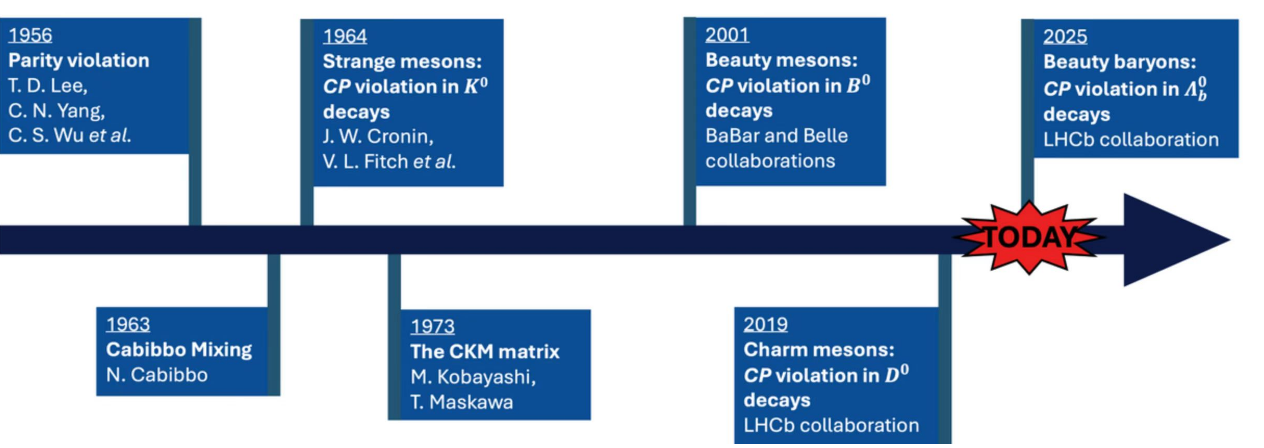 1956
Parity violation
T. D. Lee,
C. N. Yang,
C. S. Wu et al.
1964
Strange mesons:
CP violation in K⁰
decays
J. W. Cronin,
V. L. Fitch et al.
2001
Beauty mesons:
CP violation in B⁰
decays
BaBar and Belle
collaborations
2025
Beauty baryons:
CP violation in Λ_b⁰
decays
LHCb collaboration
TODAY
1963
Cabibbo Mixing
N. Cabibbo
1973
The CKM matrix
M. Kobayashi,
T. Maskawa
2019
Charm mesons:
CP violation in D⁰
decays
LHCb collaboration